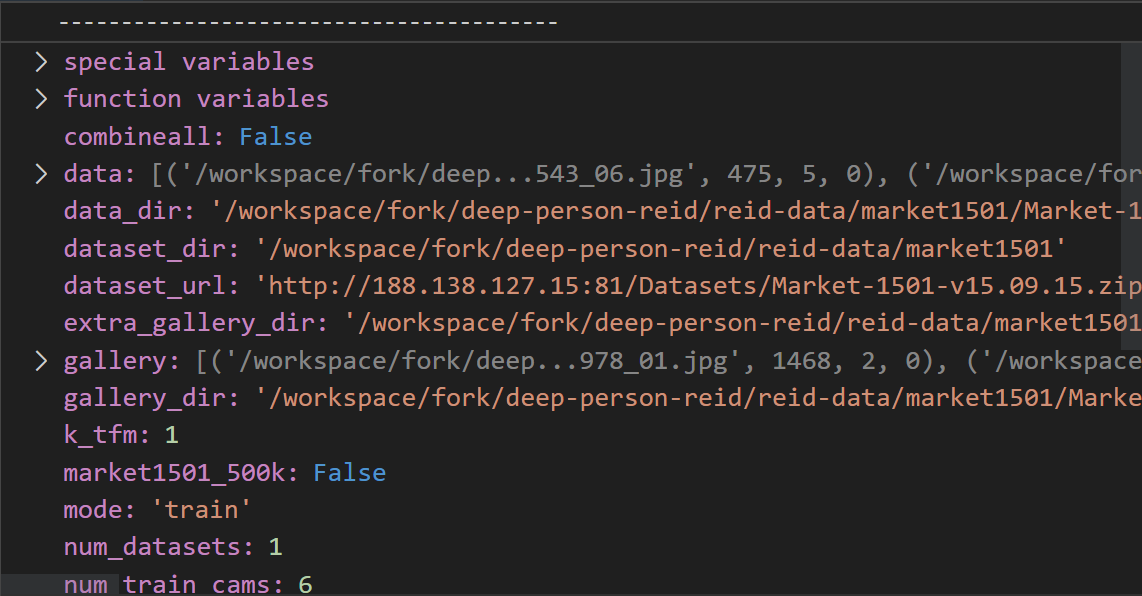 ----------------------------------------
special variables
function variables
combineall: False
data: [('/workspace/fork/deep...543_06.jpg', 475, 5, 0), ('/workspace/for
data_dir: '/workspace/fork/deep-person-reid/reid-data/market1501/Market-1
dataset_dir: '/workspace/fork/deep-person-reid/reid-data/market1501'
dataset_url: 'http://188.138.127.15:81/Datasets/Market-1501-v15.09.15.zip
extra_gallery_dir: '/workspace/fork/deep-person-reid/reid-data/market1501
gallery: [('/workspace/fork/deep...978_01.jpg', 1468, 2, 0), ('/workspace
gallery_dir: '/workspace/fork/deep-person-reid/reid-data/market1501/Marke
k_tfm: 1
market1501_500k: False
mode: 'train'
num_datasets: 1
num_train_cams: 6